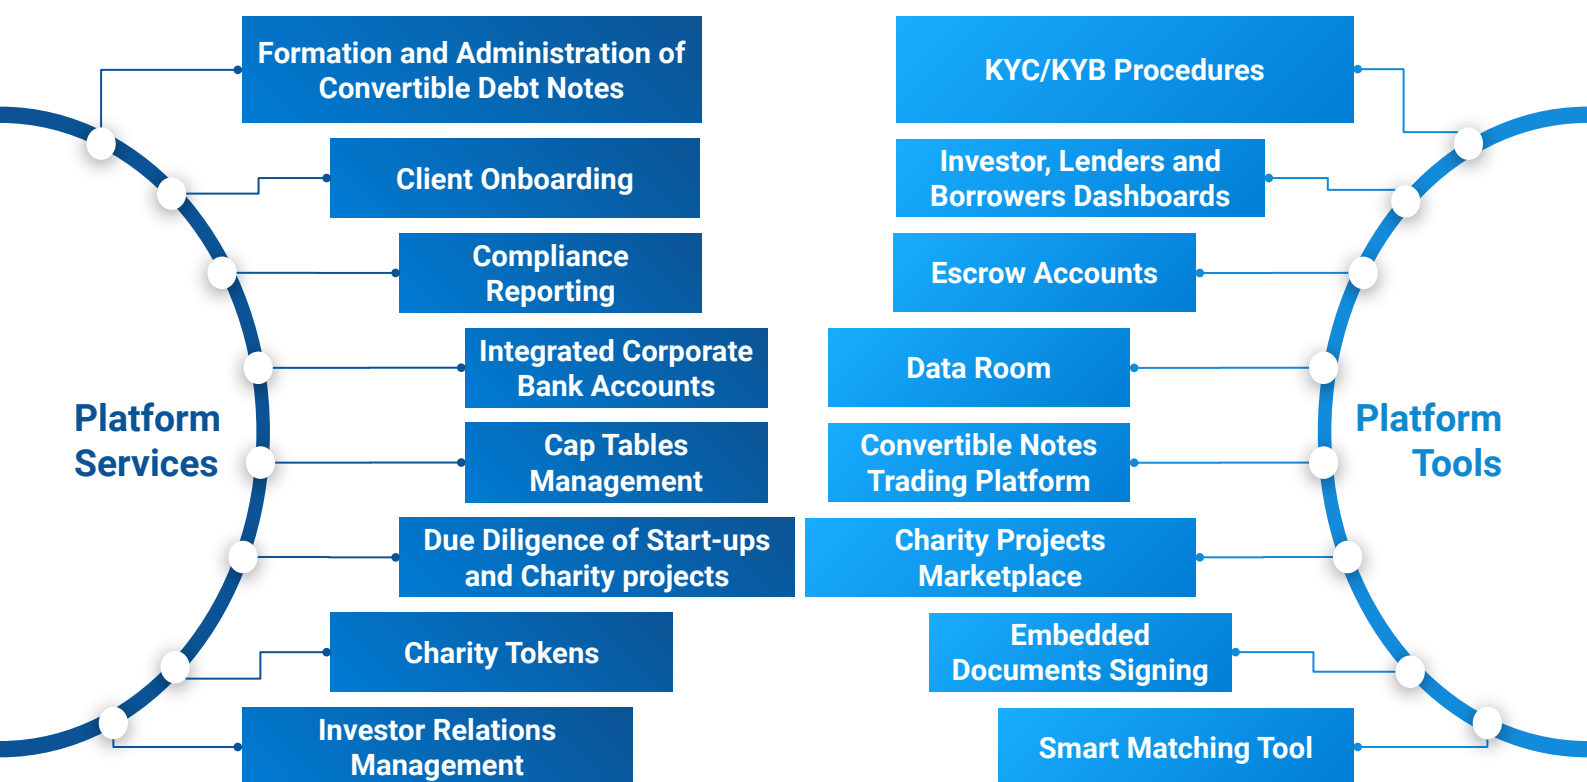 Platform
Services
Formation and Administration of
Convertible Debt Notes
Client Onboarding
Compliance
Reporting
Integrated Corporate
Bank Accounts
Cap Tables
Management
Due Diligence of Start-ups
and Charity projects
Charity Tokens
Investor Relations
Management
Platform
Tools
KYC/KYB Procedures
Investor, Lenders and
Borrowers Dashboards
Escrow Accounts
Data Room
Convertible Notes
Trading Platform
Charity Projects
Marketplace
Embedded
Documents Signing
Smart Matching Tool